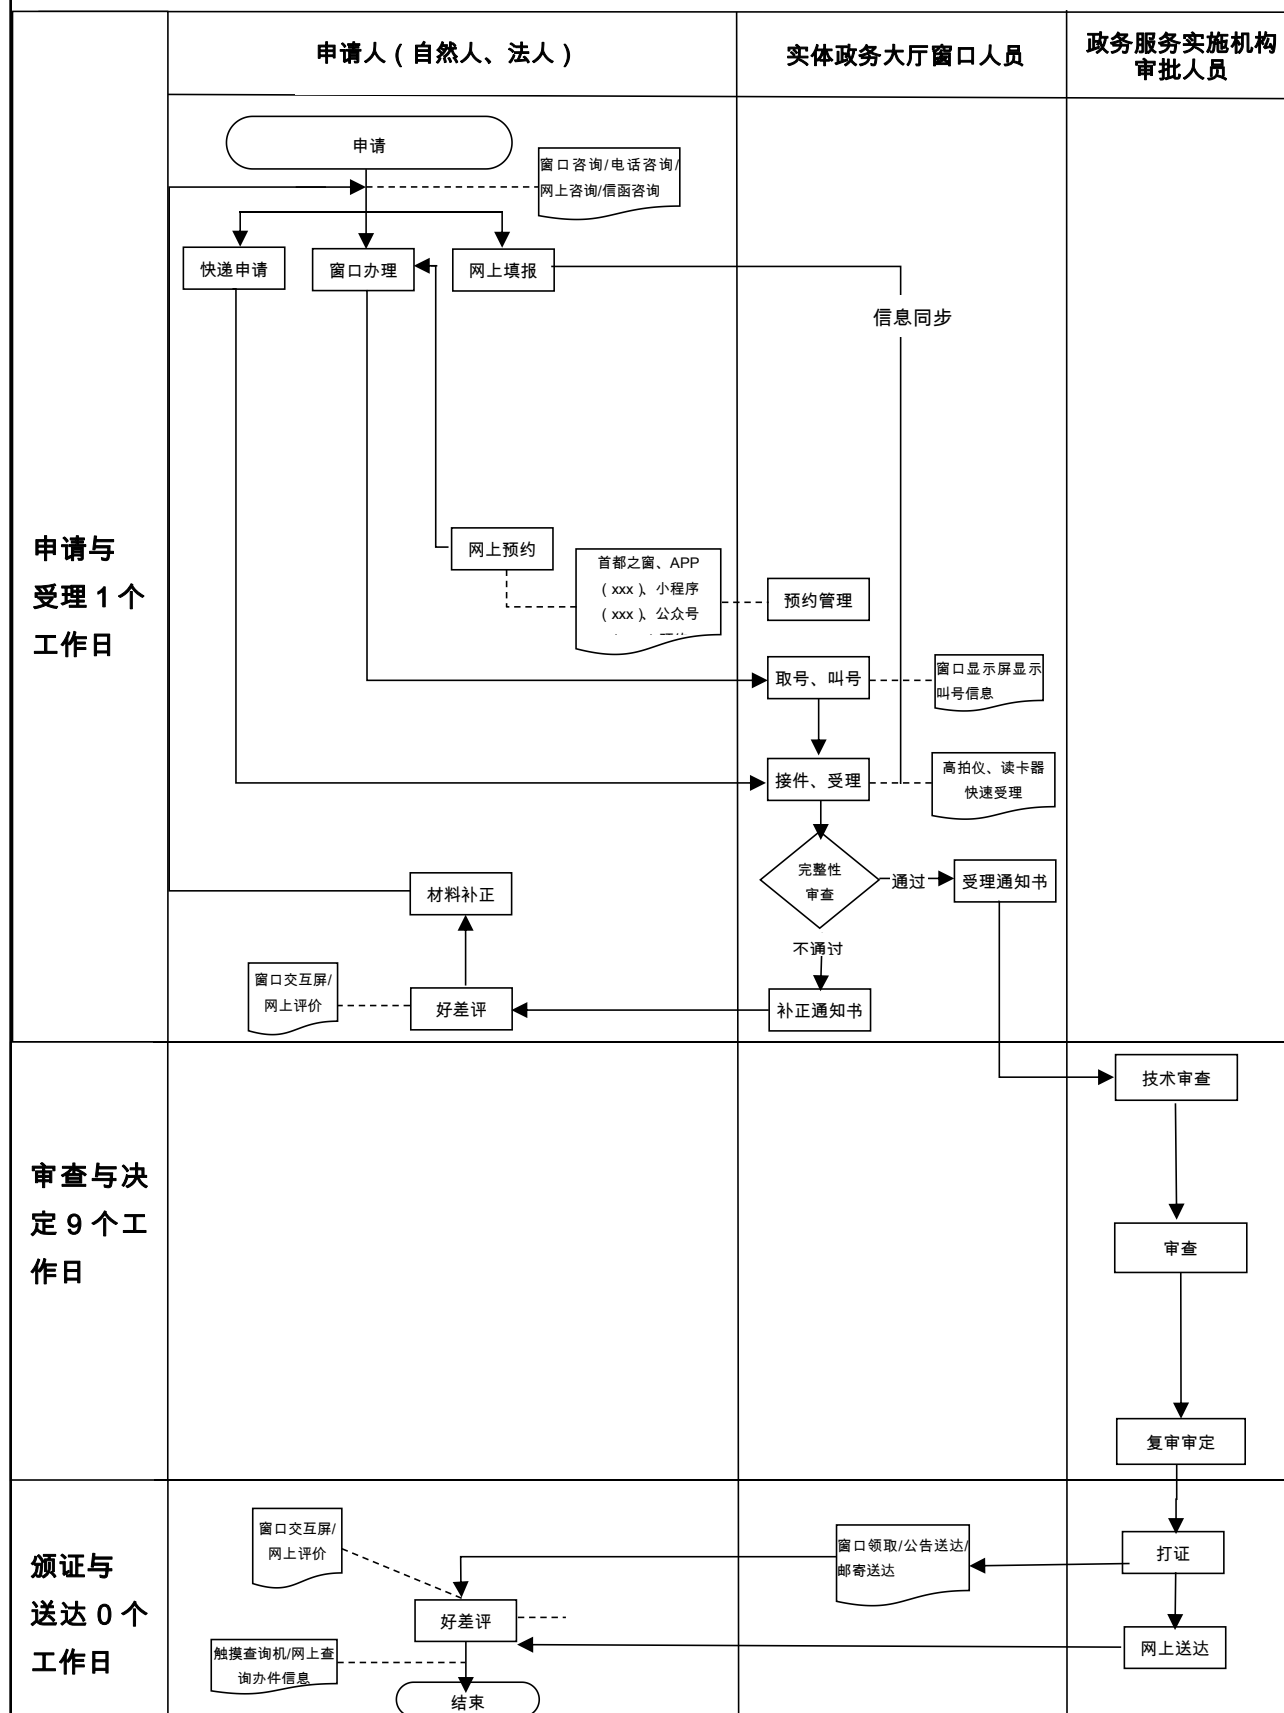 申请人（自然人、法人）
实体政务大厅窗口人员
政务服务实施机构
审批人员
申请与
受理 1 个
工作日
申请
窗口咨询/电话咨询/
网上咨询/信函咨询
快递申请
窗口办理
网上填报
信息同步
网上预约
首都之窗、APP
（xxx）、小程序
（xxx）、公众号
预约管理
取号、叫号
窗口显示屏显示
叫号信息
接件、受理
高拍仪、读卡器
快速受理
完整性
审查
通过
受理通知书
不通过
材料补正
窗口交互屏/
网上评价
好差评
补正通知书
审查与决
定 9 个工
作日
技术审查
审查
复审审定
颁证与
送达 0 个
工作日
窗口交互屏/
网上评价
窗口领取/公告送达/
邮寄送达
打证
好差评
网上送达
触摸查询机/网上查
询办件信息
结束